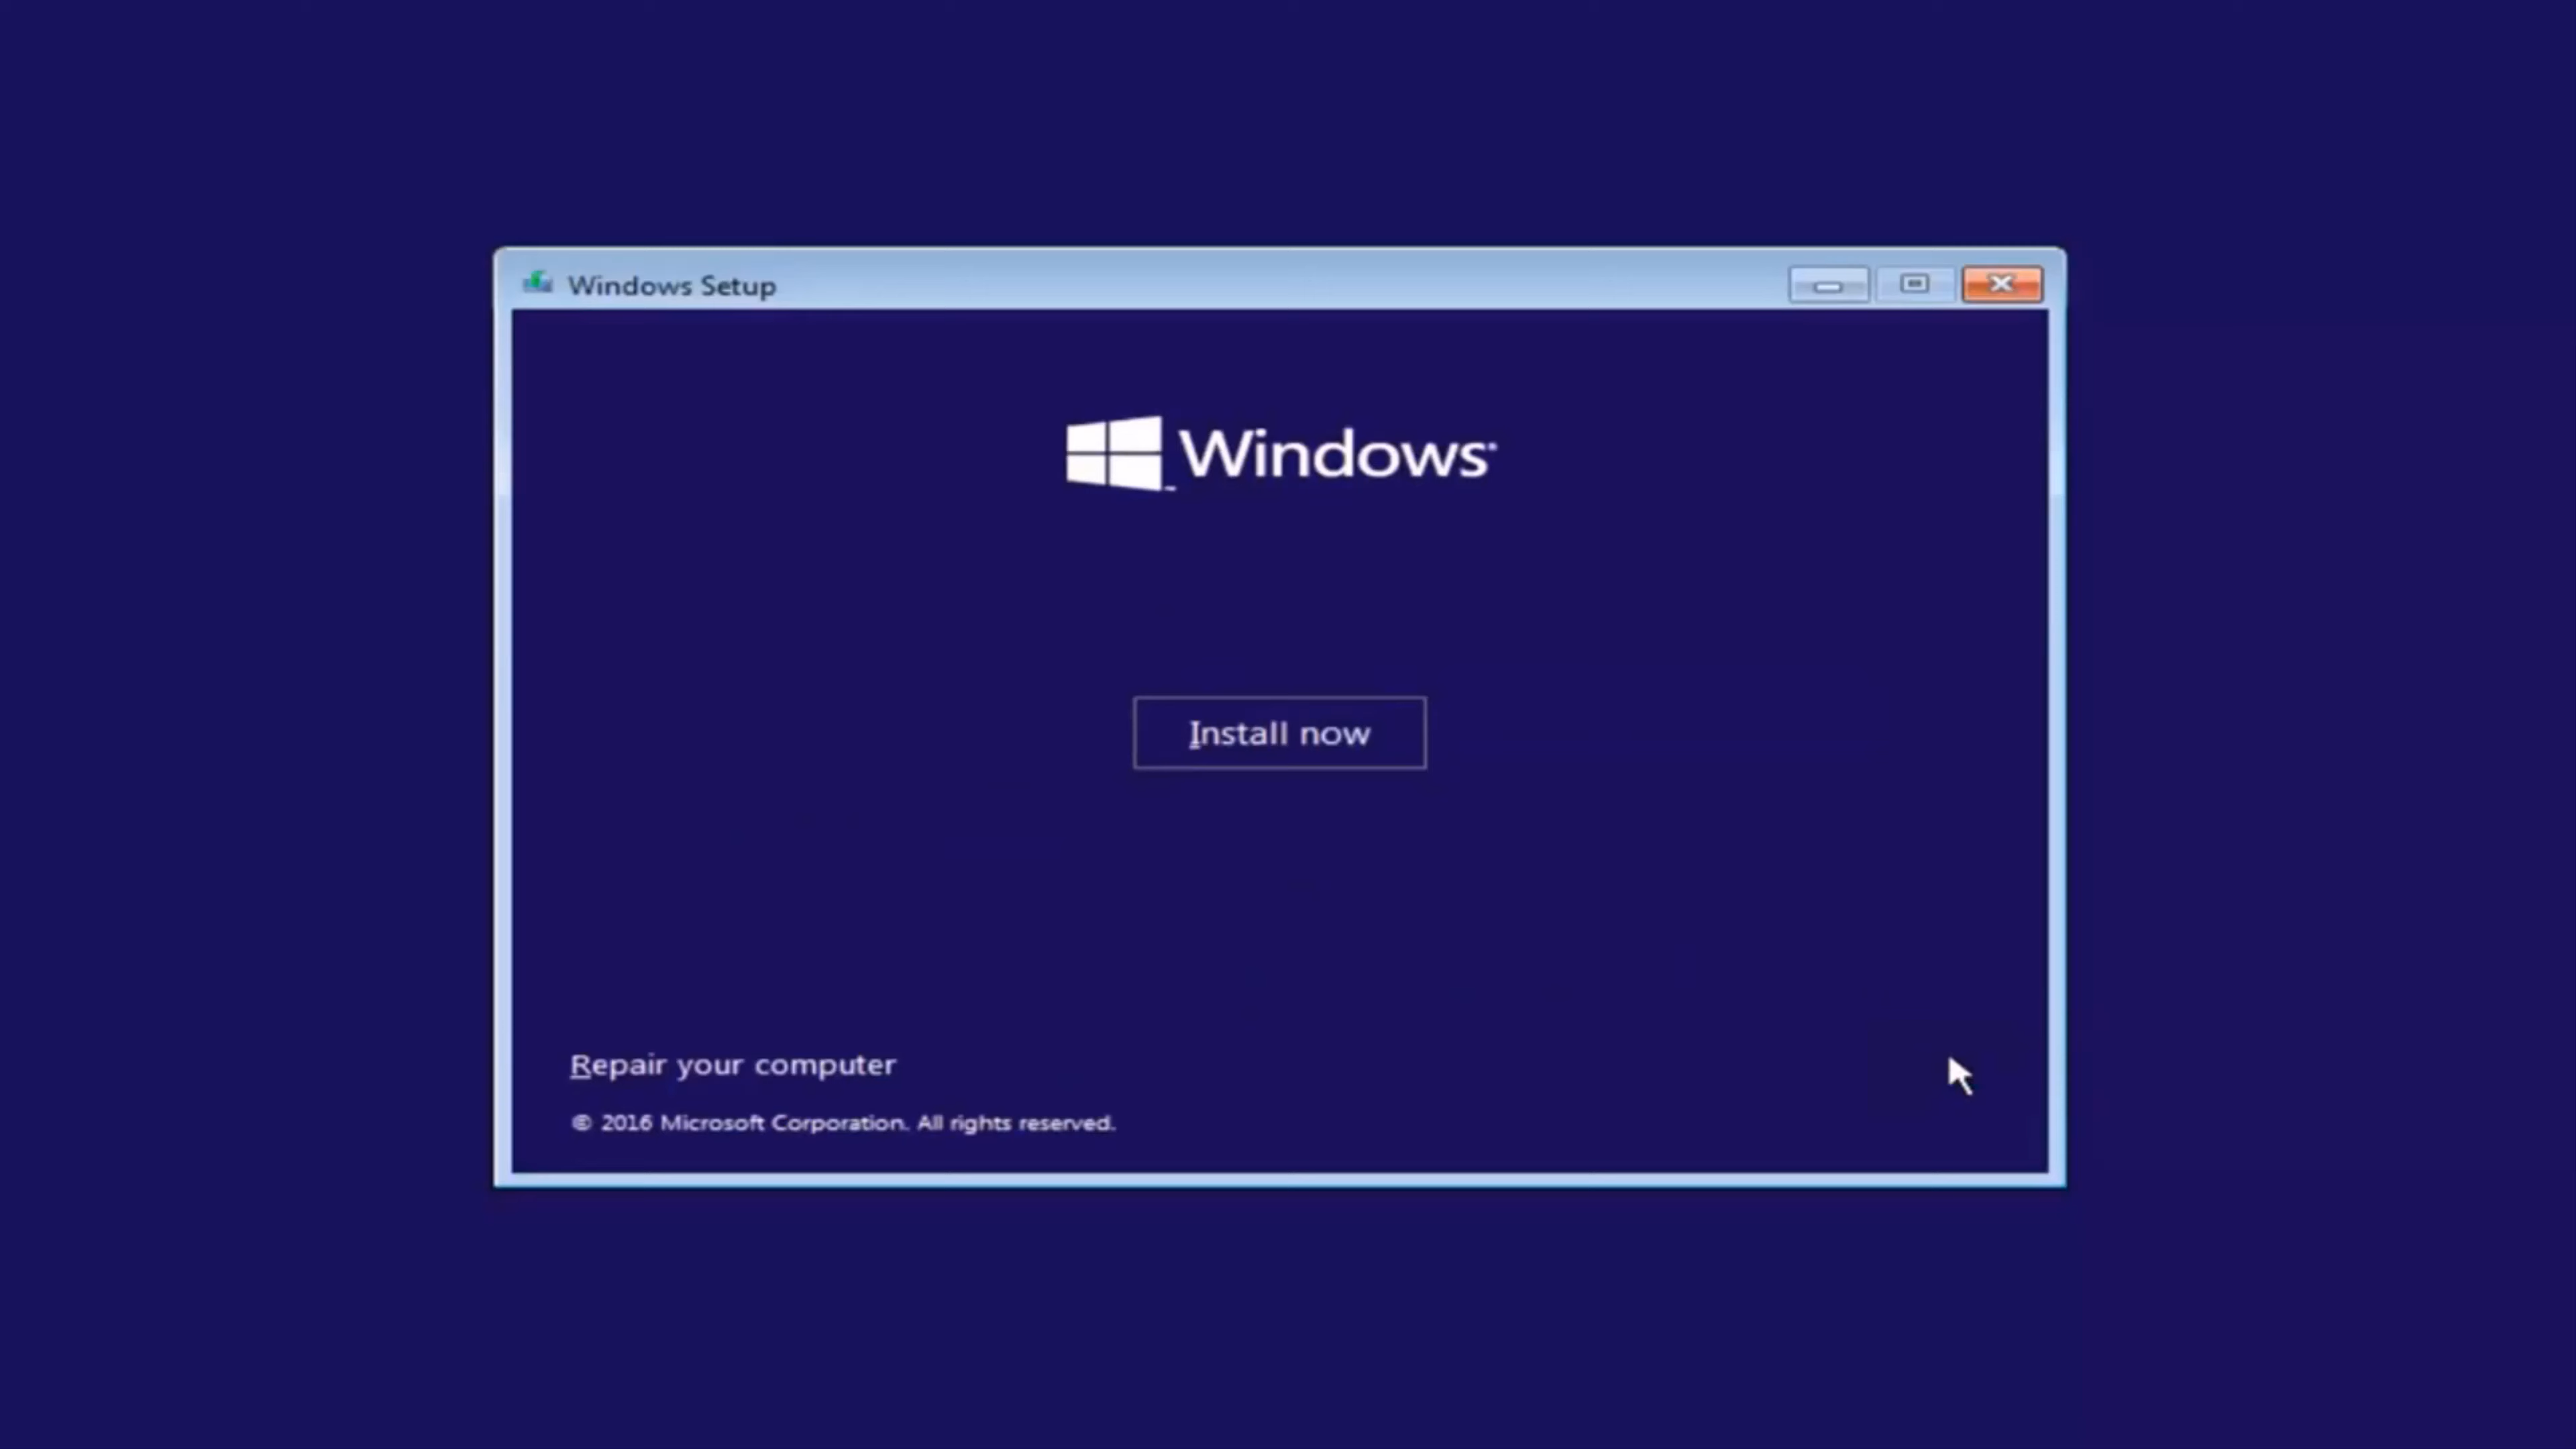 Windows Setup
Windows
Install now
Repair your computer
© 2016 Microsoft Corporation. All rights reserved.